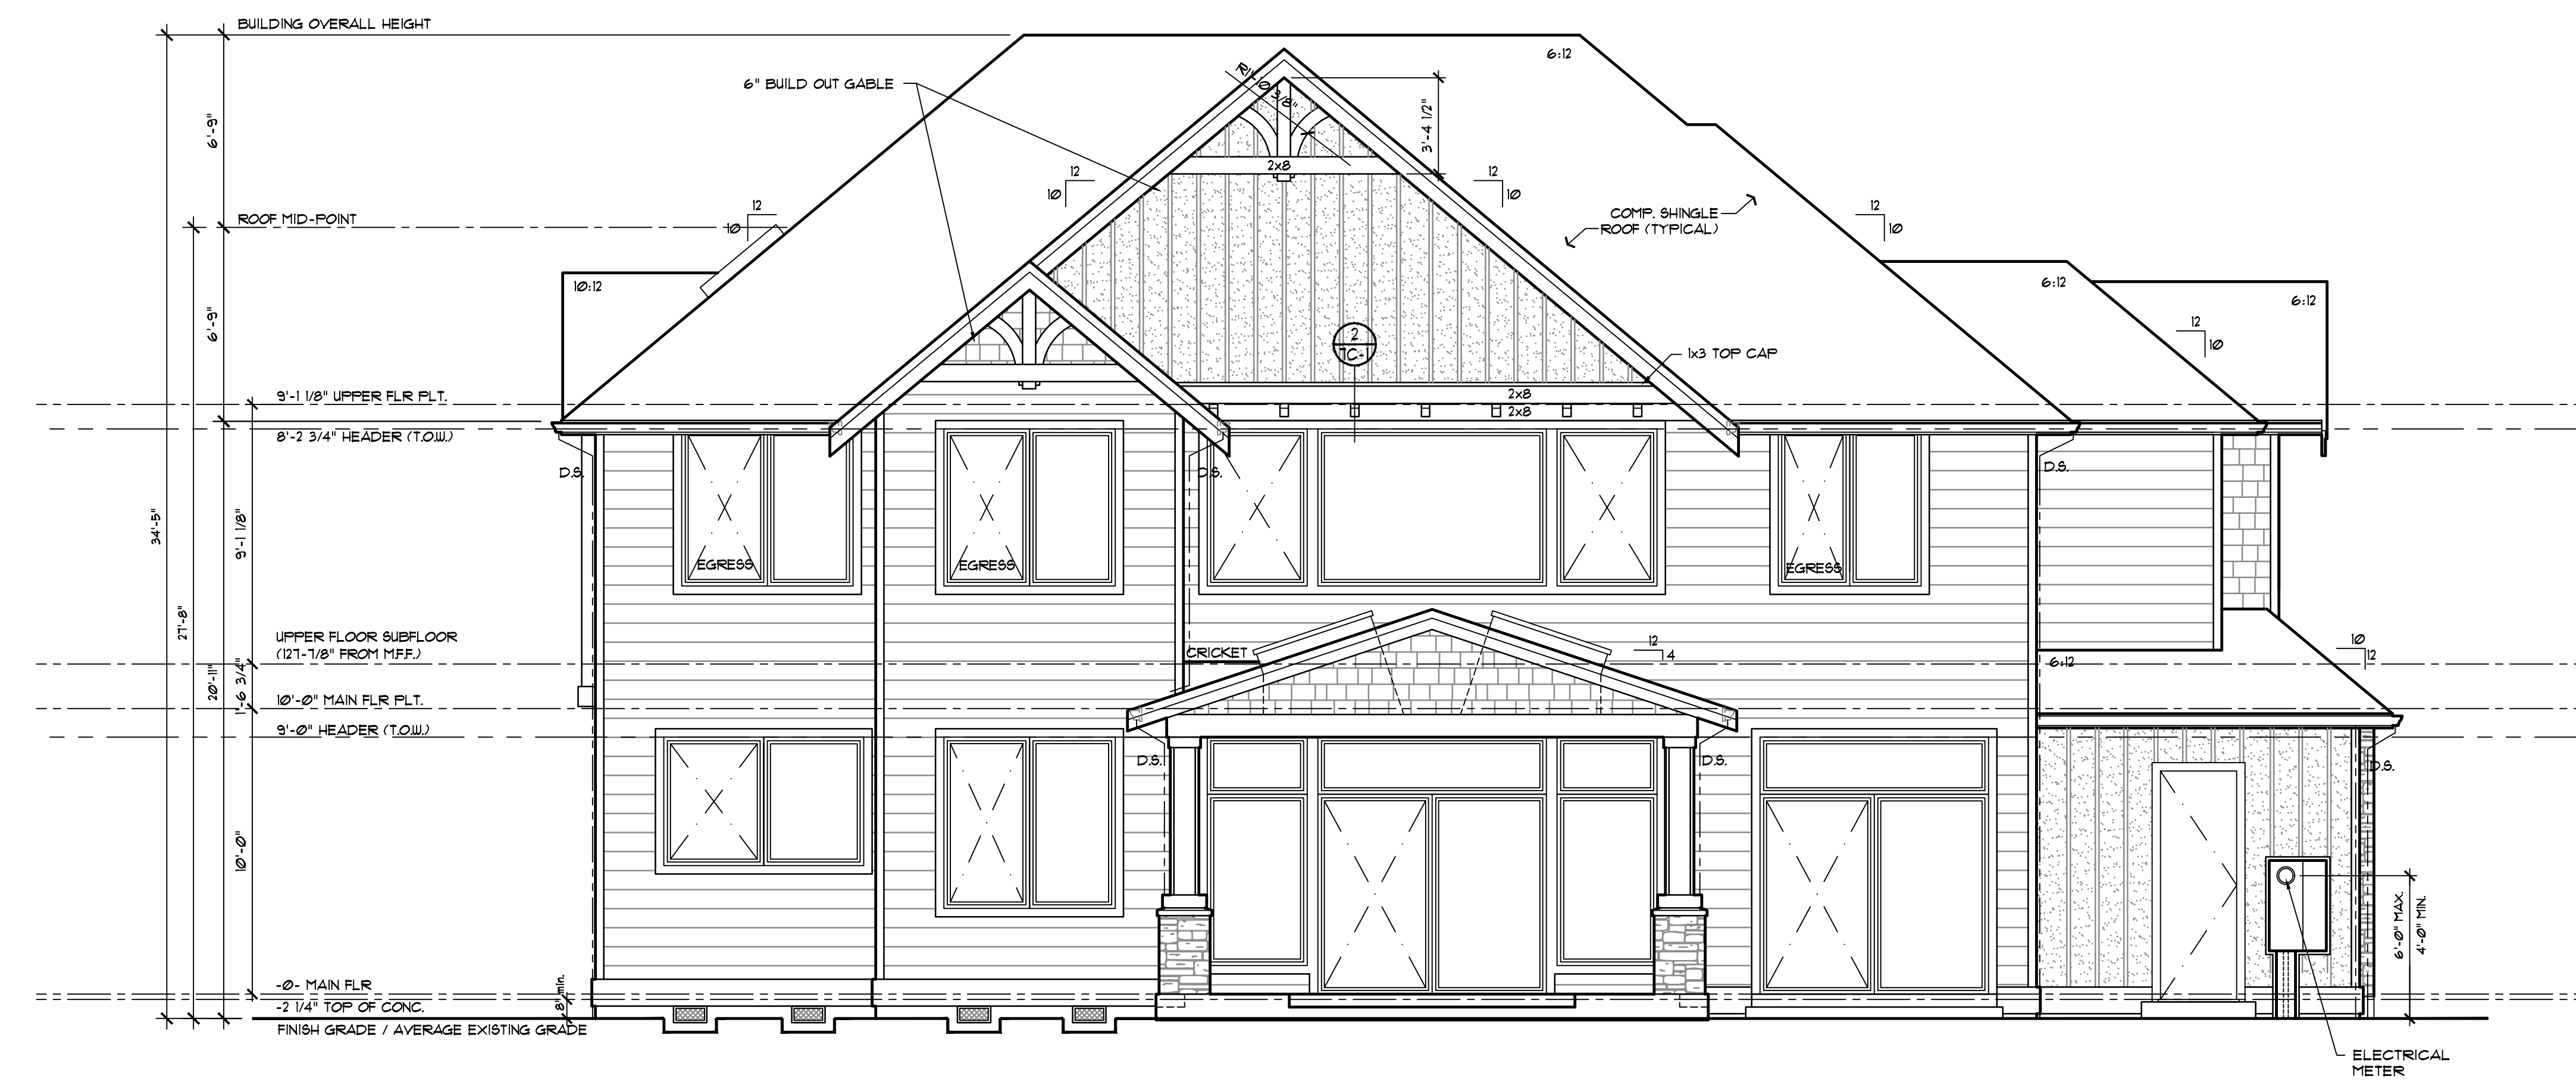 BUILDING OVERALL HEIGHT
6:12
6" BUILD OUT GABLE
R1'-10 3/8"
6'-9"
3'-4 1/2"
2x8
12
10
12
10
12
10
COMP. SHINGLE
ROOF (TYPICAL)
12
10
ROOF MID-POINT
10:12
6:12
6:12
6'-9"
12
10
2
1x3 TOP CAP
9'-1 1/8" UPPER FLR PLT.
2x8
2x8
8'-2 3/4" HEADER (T.O.W.)
D.S.
D.S.
D.S.
34'-5"
9'-1 1/8"
EGRESS
EGRESS
EGRESS
27'-8"
UPPER FLOOR SUBFLOOR
(127-7/8" FROM M.F.F.)
12
4
10
12
CRICKET
6:12
20'-11"
1'-6 3/4"
10'-0" MAIN FLR PLT.
9'-0" HEADER (T.O.W.)
D.S.
D.S.
D.S.
10'-0"
6'-0" MAX.
4'-0" MIN.
-0- MAIN FLR
8" min.
-2 1/4" TOP OF CONC.
FINISH GRADE / AVERAGE EXISTING GRADE
ELECTRICAL
METER